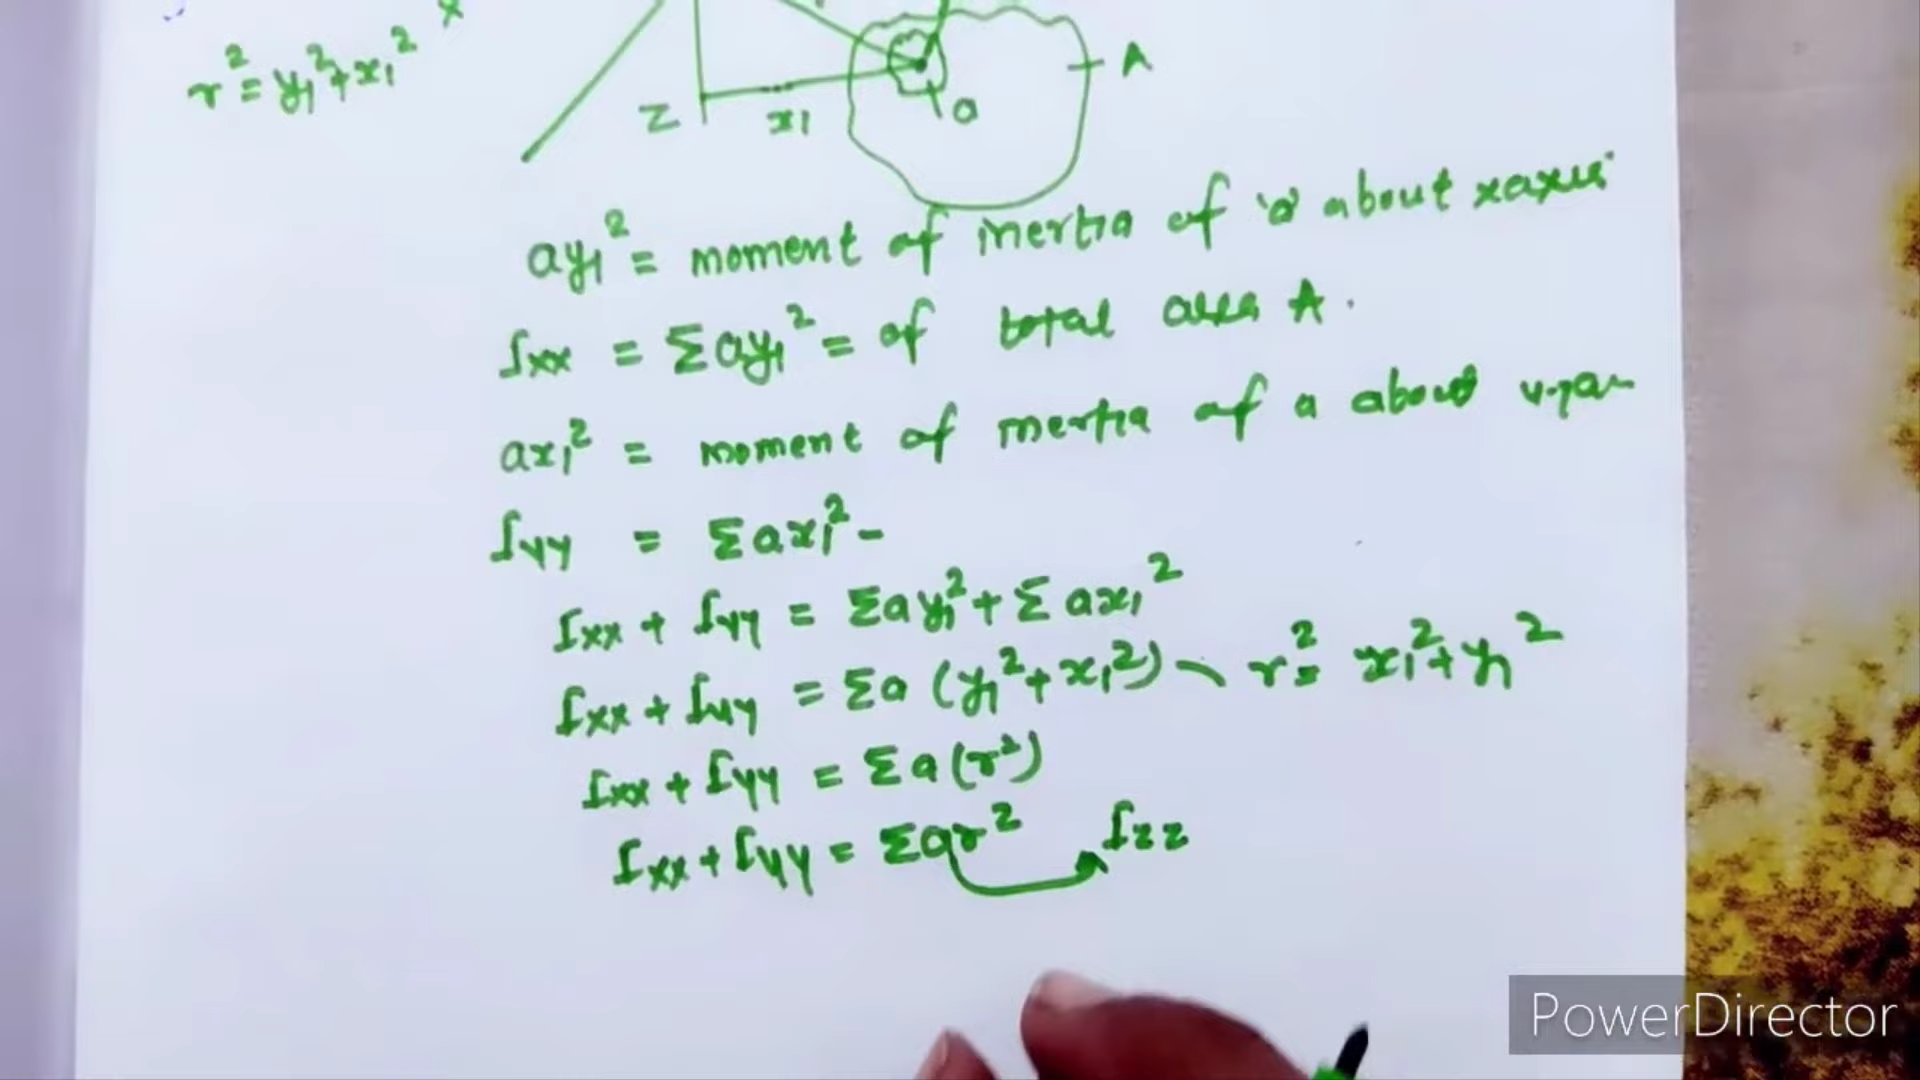 r² = y₁² + x₁²
x
A
a
z
x₁
ay₁² = moment of inertia of 'a' about xaxis
Ixx = Σay₁² = of total area A.
ax₁² = moment of inertia of a about
Iyy = Σax₁² -
Ixx + Iyy = Σay₁² + Σax₁²
Ixx + Iyy = Σa (y₁² + x₁²) r² = x₁² + y₁²
Ixx + Iyy = Σa(r²)
Ixx + Iyy = Σar² Izz
PowerDirector